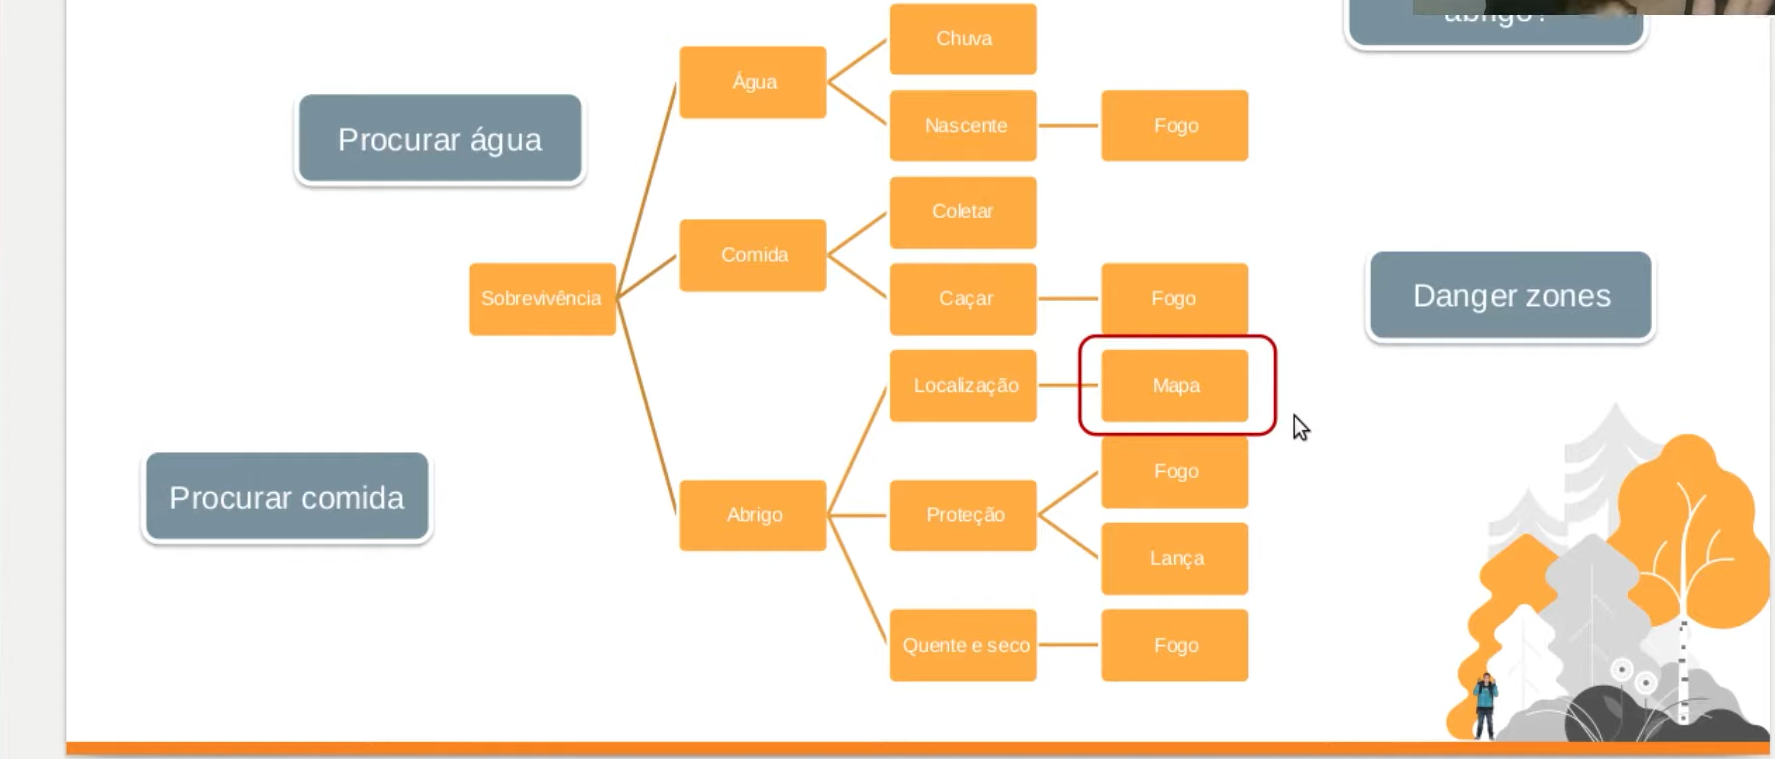 abrigo?
Chuva
Água
Procurar água
Nascente
Fogo
Coletar
Comida
Sobrevivência
Caçar
Fogo
Danger zones
Localização
Mapa
Fogo
Procurar comida
Abrigo
Proteção
Lança
Quente e seco
Fogo